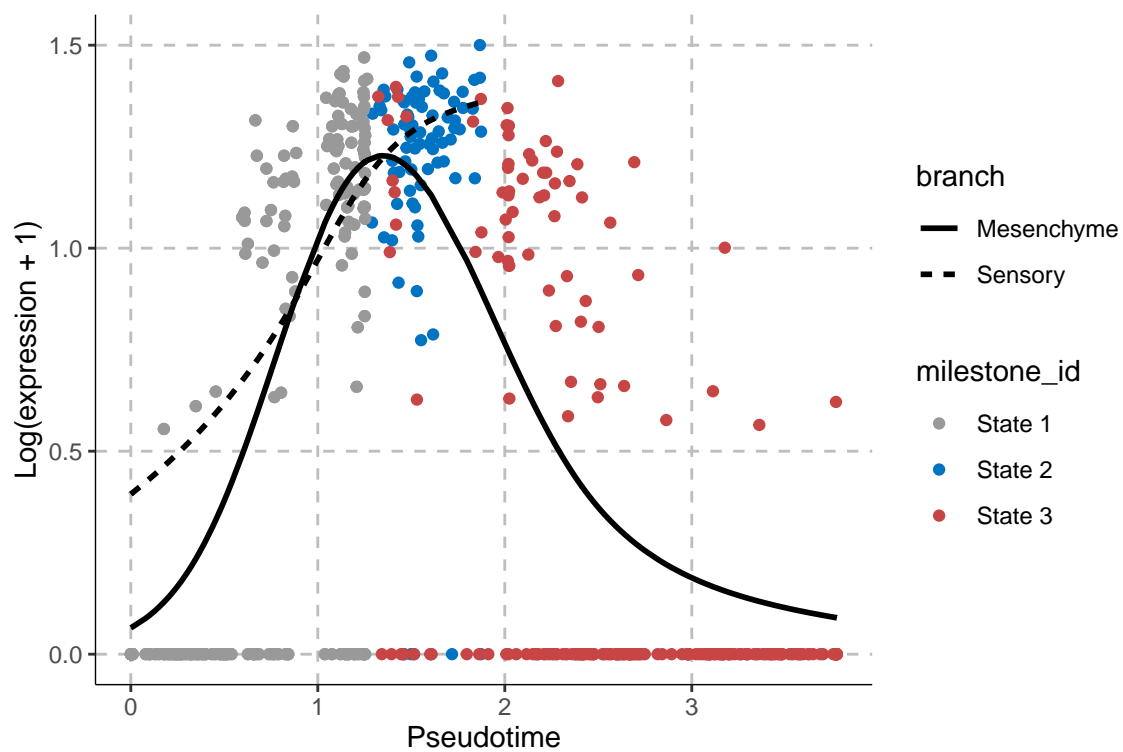 1.5
1.0
0.5
0.0
Log(expression + 1)
0 1 2 3
Pseudotime
branch
Mesenchyme
Sensory
milestone_id
State 1
State 2
State 3